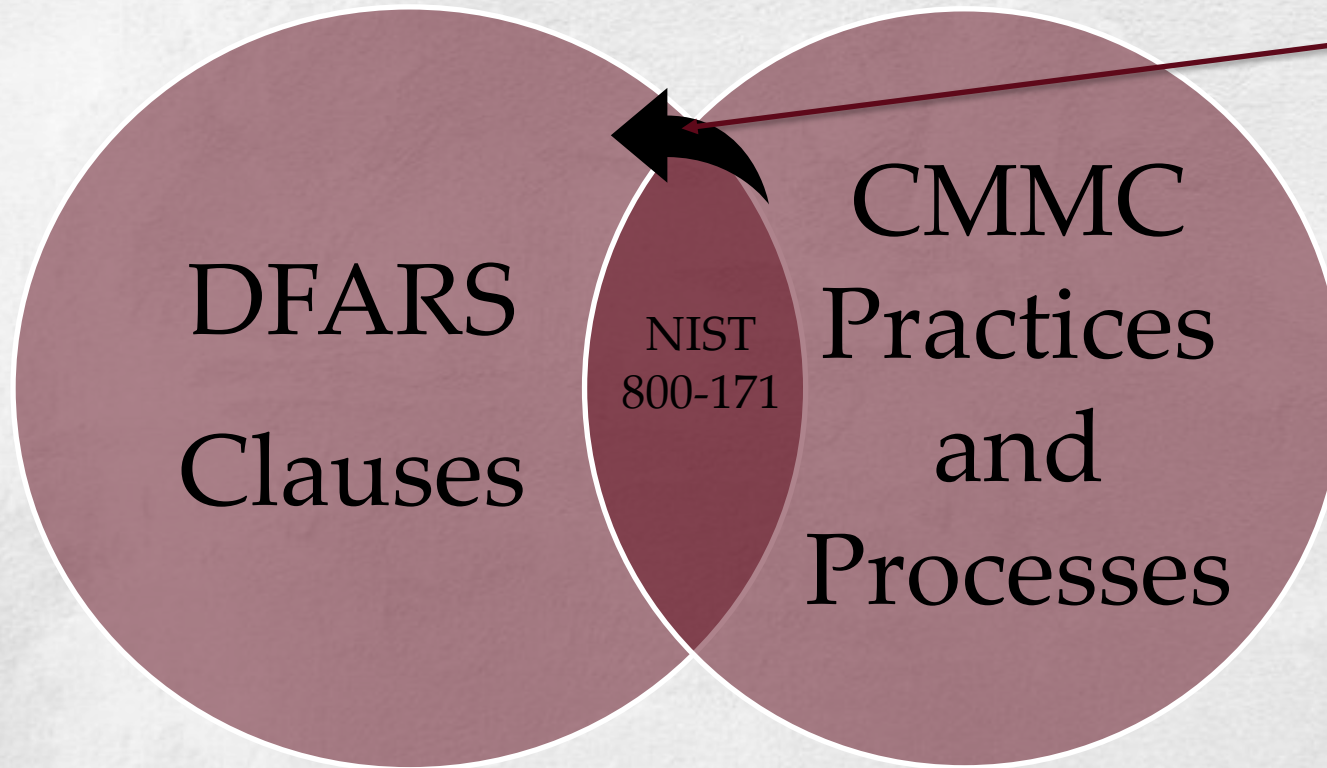 DFARS
Clauses
NIST
800-171
CMMC
Practices
and
Processes